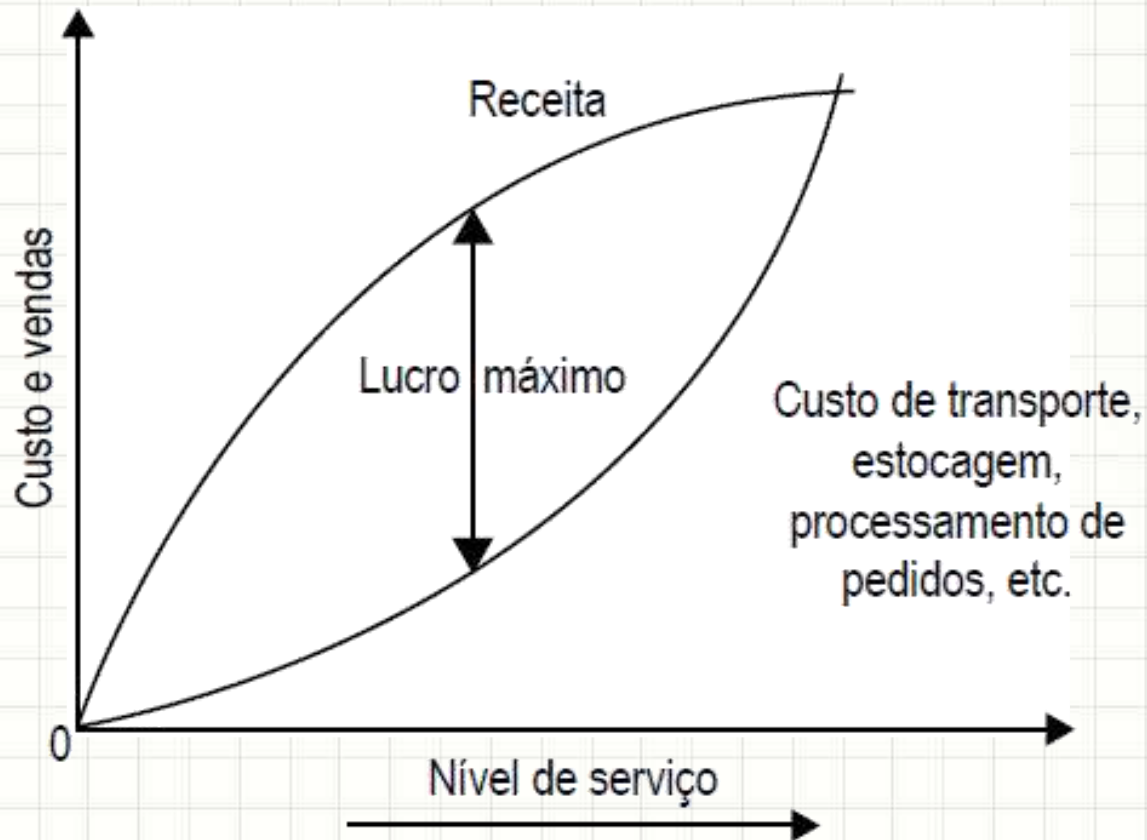 Receita
Custo e vendas
Lucro máximo
Custo de transporte,
estocagem,
processamento de
pedidos, etc.
0
Nível de serviço